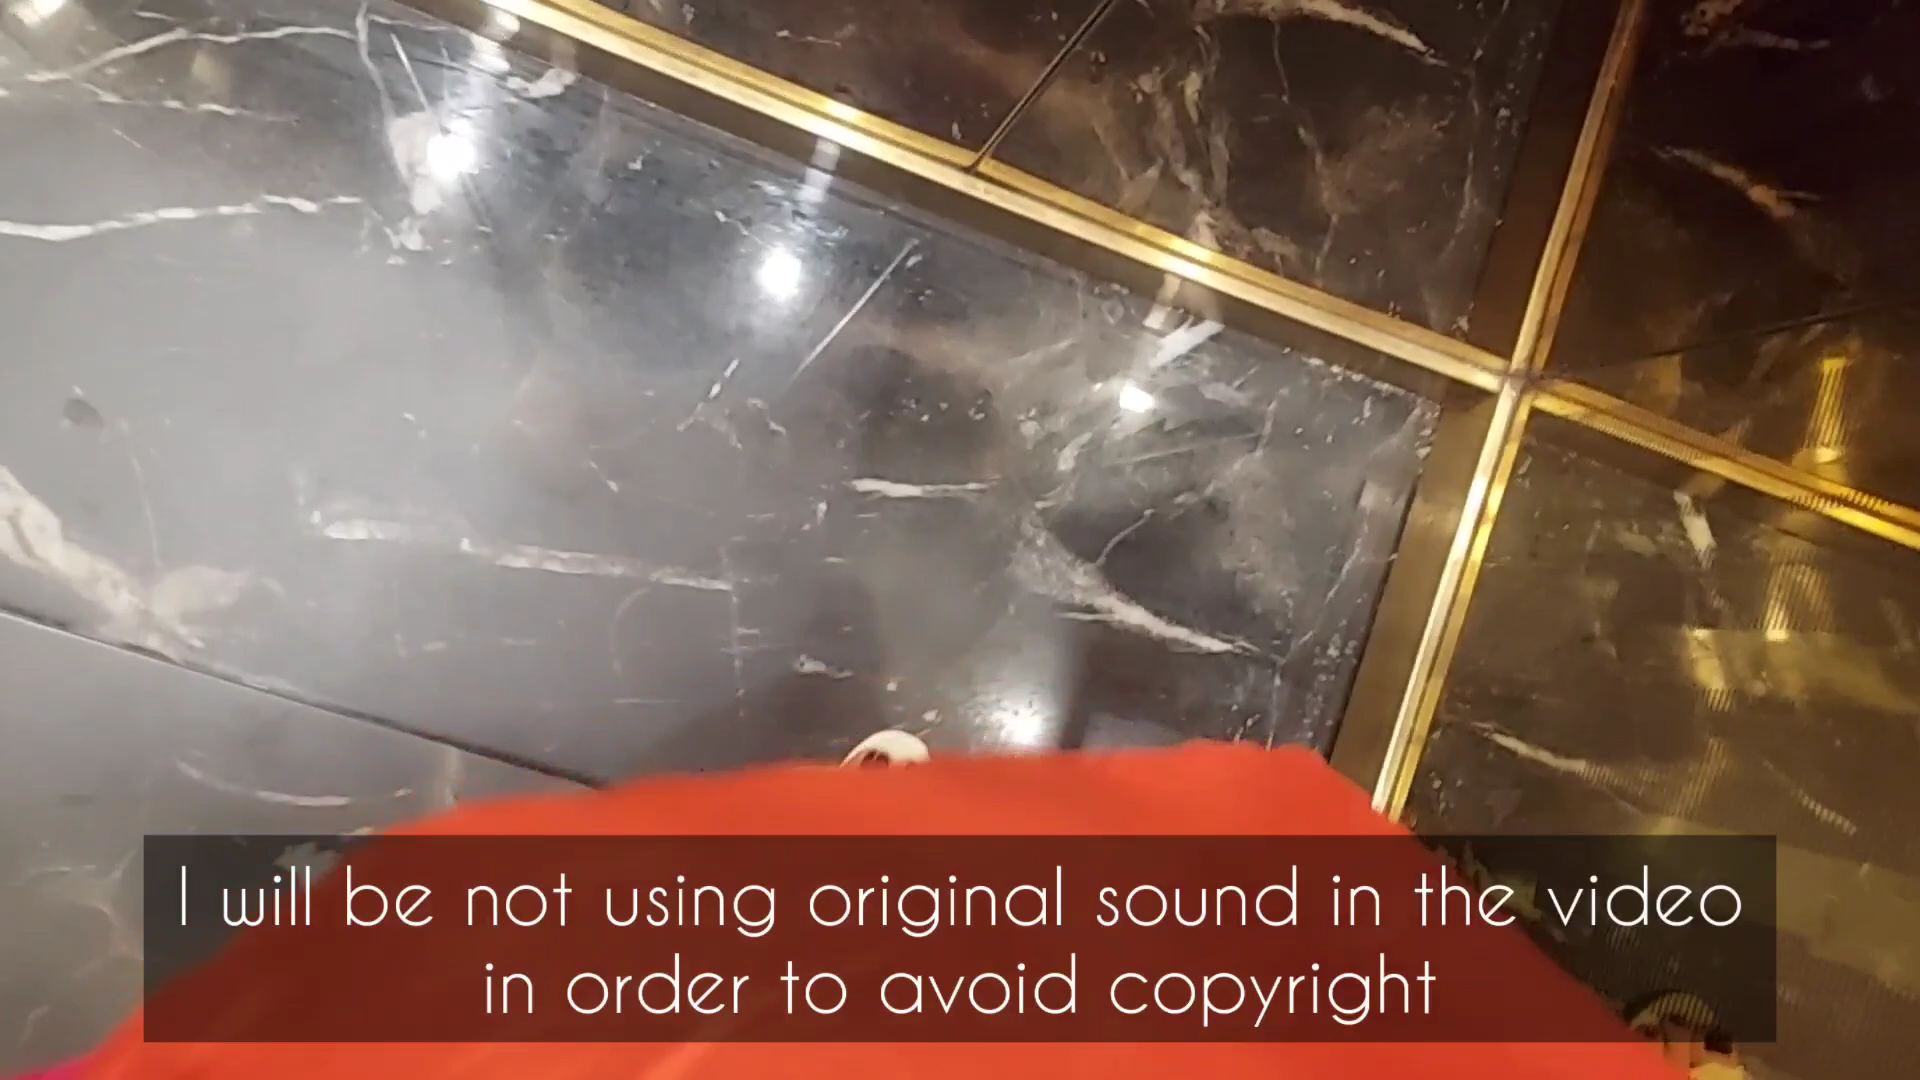 I will be not using original sound in the video
in order to avoid copyright